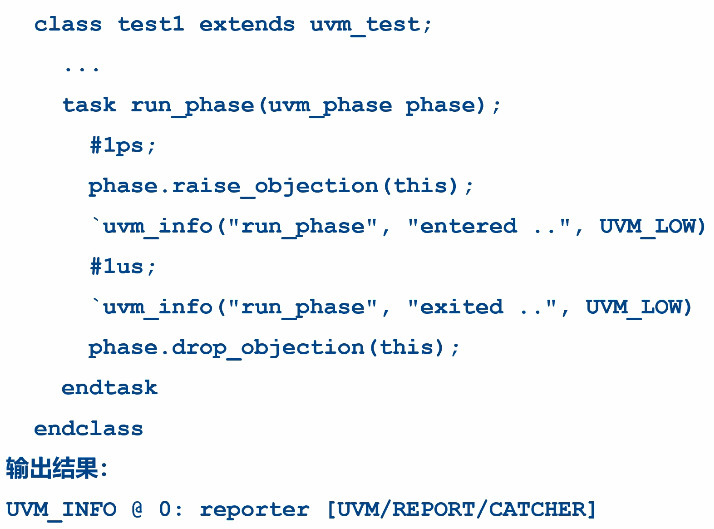 class test1 extends uvm_test;
...
task run_phase(uvm_phase phase);
#1ps;
phase.raise_objection(this);
`uvm_info("run_phase", "entered ..", UVM_LOW)
#1us;
`uvm_info("run_phase", "exited ..", UVM_LOW)
phase.drop_objection(this);
endtask
endclass
输出结果：
UVM_INFO @ 0: reporter [UVM/REPORT/CATCHER]